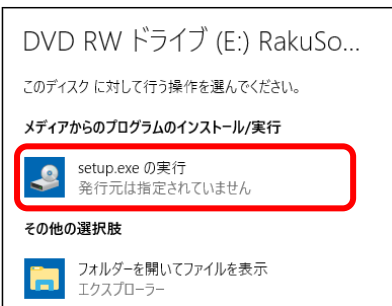 DVD RW ドライブ (E:) RakuSo...
このディスク に対して行う操作を選んでください。
メディアからのプログラムのインストール/実行
setup.exe の実行
発行元は指定されていません
その他の選択肢
フォルダーを開いてファイルを表示
エクスプローラー